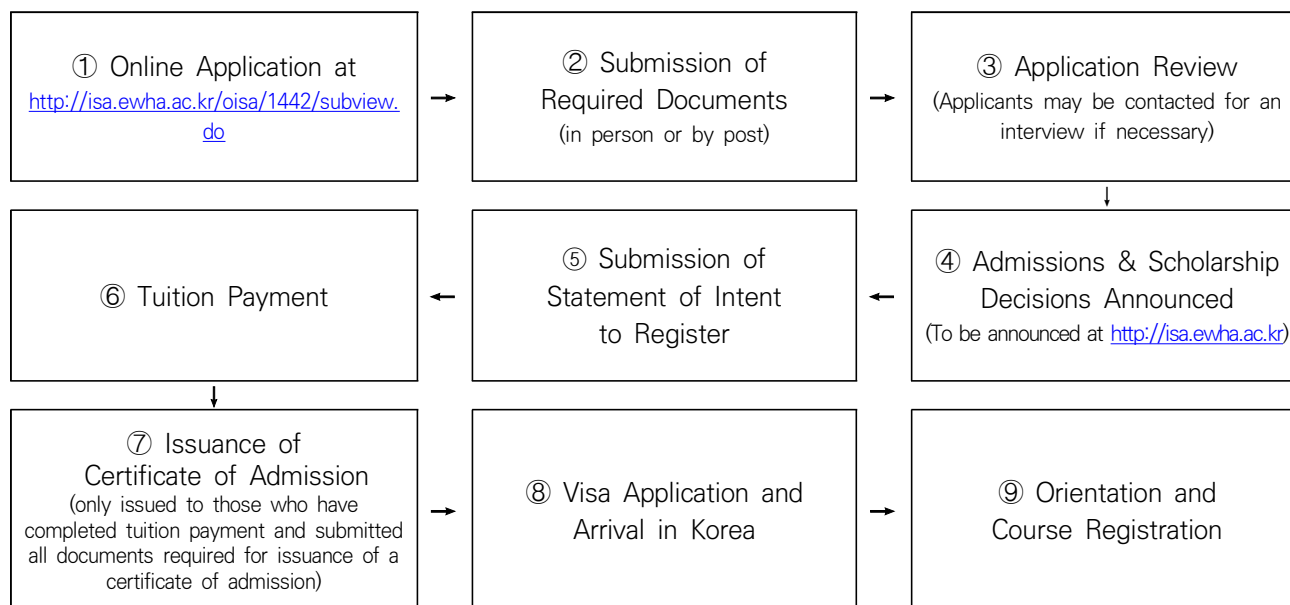 ① Online Application at
http://isa.ewha.ac.kr/oisa/1442/subview.
do
② Submission of
Required Documents
(in person or by post)
③ Application Review
(Applicants may be contacted for an
interview if necessary)
④ Admissions & Scholarship
Decisions Announced
(To be announced at http://isa.ewha.ac.kr)
⑤ Submission of
Statement of Intent
to Register
⑥ Tuition Payment
⑦ Issuance of
Certificate of Admission
(only issued to those who have
completed tuition payment and submitted
all documents required for issuance of a
certificate of admission)
⑧ Visa Application and
Arrival in Korea
⑨ Orientation and
Course Registration